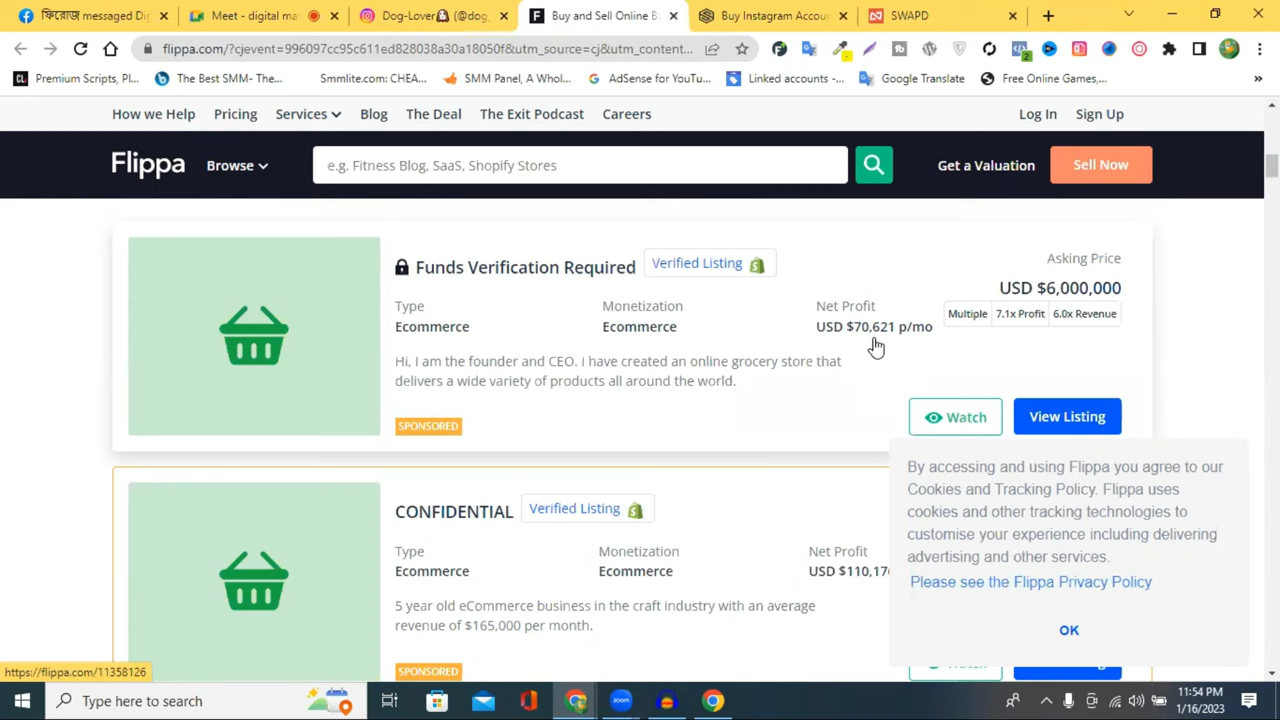 ফিরোজ messaged Di
Meet - digital ma
Dog-Lover (@dog_
Buy and Sell Online B
Buy Instagram Accou
SWAPD
flippa.com/?cjevent=996097cc95c611ed828038a30a18050f&utm_source=cj&utm_content...
Premium Scripts, Pl...
The Best SMM- The...
Smmlite.com: CHEA...
SMM Panel, A Whol...
AdSense for YouTu...
Linked accounts -...
Google Translate
Free Online Games,...
How we Help
Pricing
Services
Blog
The Deal
The Exit Podcast
Careers
Log In
Sign Up
Flippa
Browse
e.g. Fitness Blog, SaaS, Shopify Stores
Get a Valuation
Sell Now
Funds Verification Required
Verified Listing
Asking Price
USD $6,000,000
Type
Monetization
Net Profit
Ecommerce
Ecommerce
USD $70,621 p/mo
Multiple
7.1x Profit
6.0x Revenue
Hi, I am the founder and CEO. i have created an online grocery store that
delivers a wide variety of products all around the world.
SPONSORED
Watch
View Listing
CONFIDENTIAL
Verified Listing
Type
Monetization
Net Profit
Ecommerce
Ecommerce
5 year old eCommerce business in the craft industry with an average
revenue of $165,000 per month.
SPONSORED
By accessing and using Flippa you agree to our
Cookies and Tracking Policy. Flippa uses
cookies and other tracking technologies to
customise your experience including delivering
advertising and other services.
Please see the Flippa Privacy Policy
OK
https://flippa.com/11358126
Type here to search
zoom
11:54 PM
1/16/2023